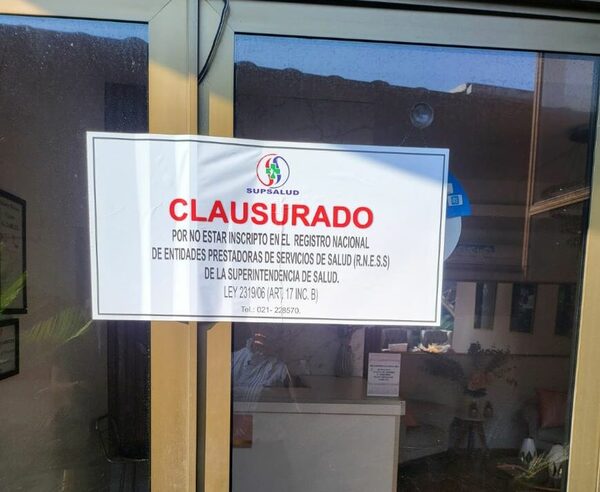 SUPSALUD
CLAUSURADO
POR NO ESTAR INSCRIPTO EN EL REGISTRO NACIONAL
DE ENTIDADES PRESTADORAS DE SERVICIOS DE SALUD (R.N.E.S.S)
DE LA SUPERINTENDENCIA DE SALUD.
LEY 2319/06 (ART. 17 INC. B)
Tel.: 021- 228570.